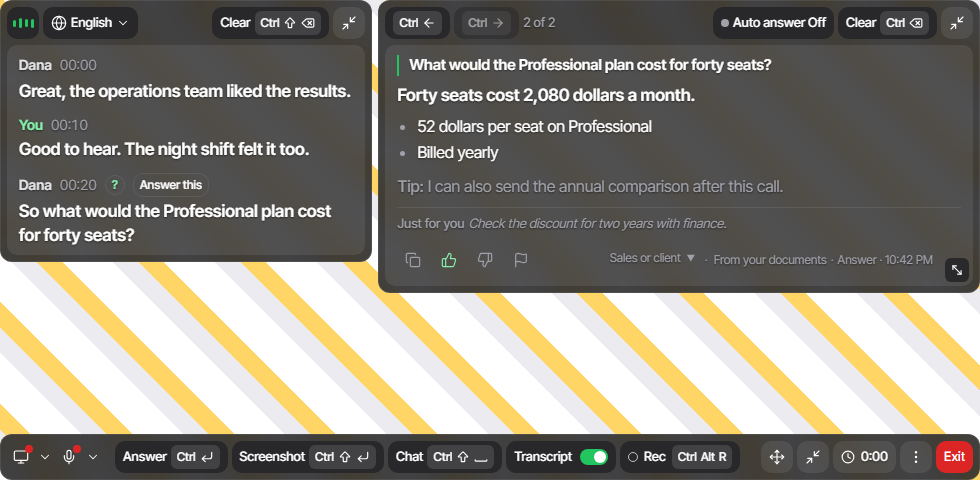 English
Clear Ctrl
Dana 00:00
Great, the operations team liked the results.
You 00:10
Good to hear. The night shift felt it too.
Dana 00:20 ? Answer this
So what would the Professional plan cost
for forty seats?
Ctrl ← Ctrl → 2 of 2
Auto answer Off
Clear Ctrl
What would the Professional plan cost for forty seats?
Forty seats cost 2,080 dollars a month.
• 52 dollars per seat on Professional
• Billed yearly
Tip: I can also send the annual comparison after this call.
Just for you Check the discount for two years with finance.
Sales or client ▼ · From your documents · Answer · 10:42 PM
Answer Ctrl ↵ Screenshot Ctrl ⇧ ↵ Chat Ctrl ⇧ Transcript Rec Ctrl Alt R 0:00 Exit